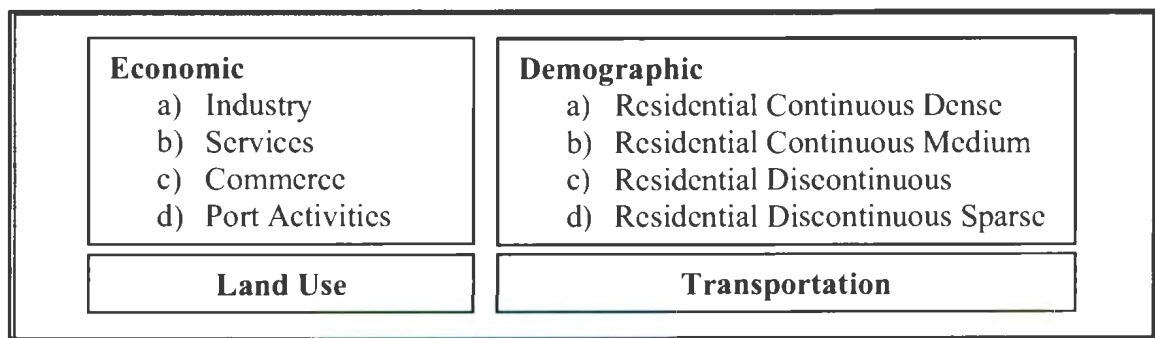 Economic
a) Industry
b) Services
c) Commerce
d) Port Activities
Demographic
a) Residential Continuous Dense
b) Residential Continuous Medium
c) Residential Discontinuous
d) Residential Discontinuous Sparse
Land Use
Transportation